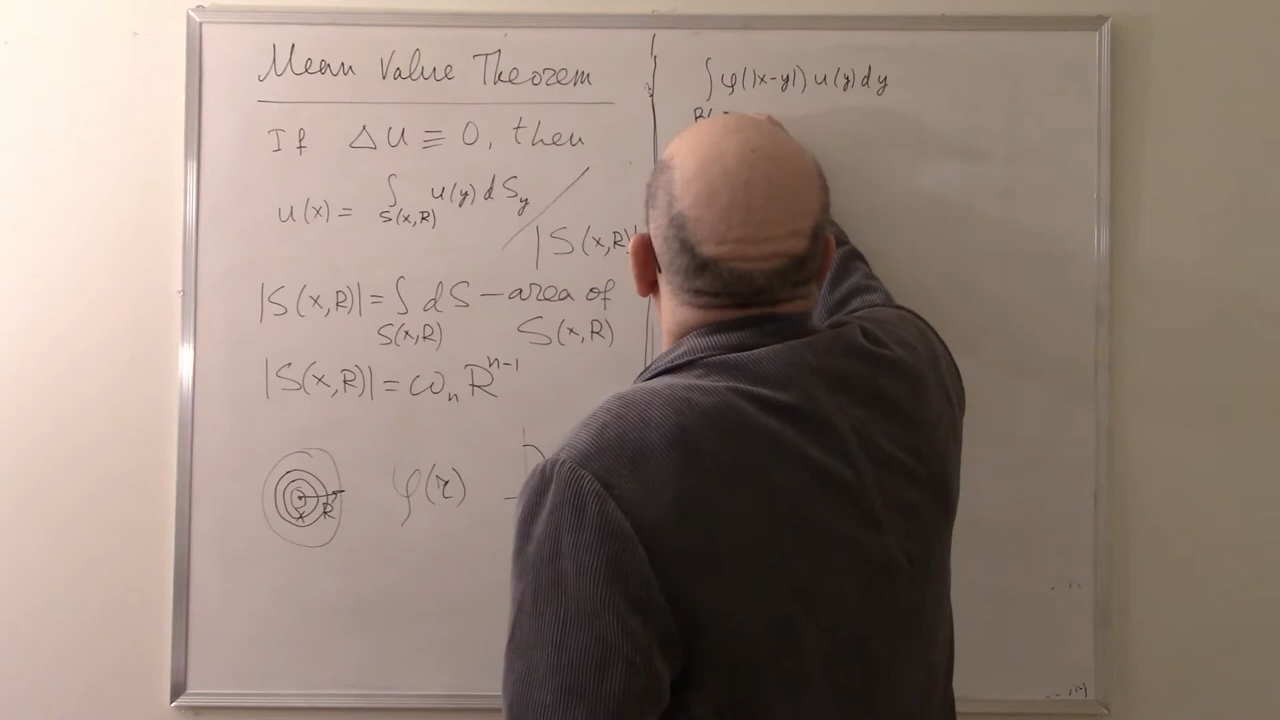 Mean Value Theorem
If Δu ≡ 0, then
u(x) = ∫ u(y) dS_y /
S(x,R)
|S(x,R)|
|S(x,R)| = ∫ dS – area of
S(x,R) S(x,R)
|S(x,R)| = ω_n R^{n-1}
x R φ(r)
∫ φ(|x-y|) u(y) dy
B(